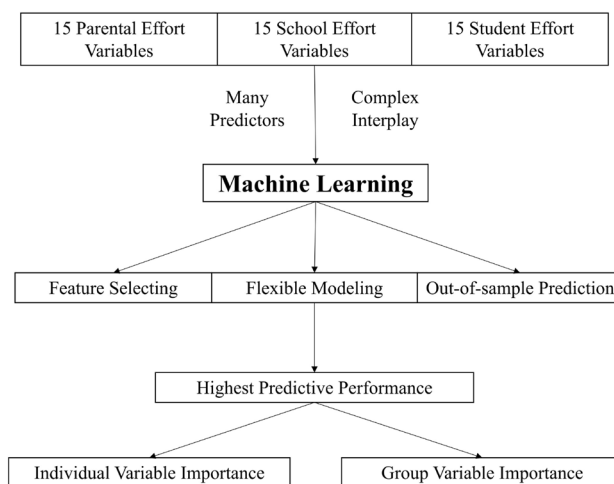 15 Parental Effort
Variables
15 School Effort
Variables
15 Student Effort
Variables
Many
Predictors
Complex
Interplay
Machine Learning
Feature Selecting
Flexible Modeling
Out-of-sample Prediction
Highest Predictive Performance
Individual Variable Importance
Group Variable Importance